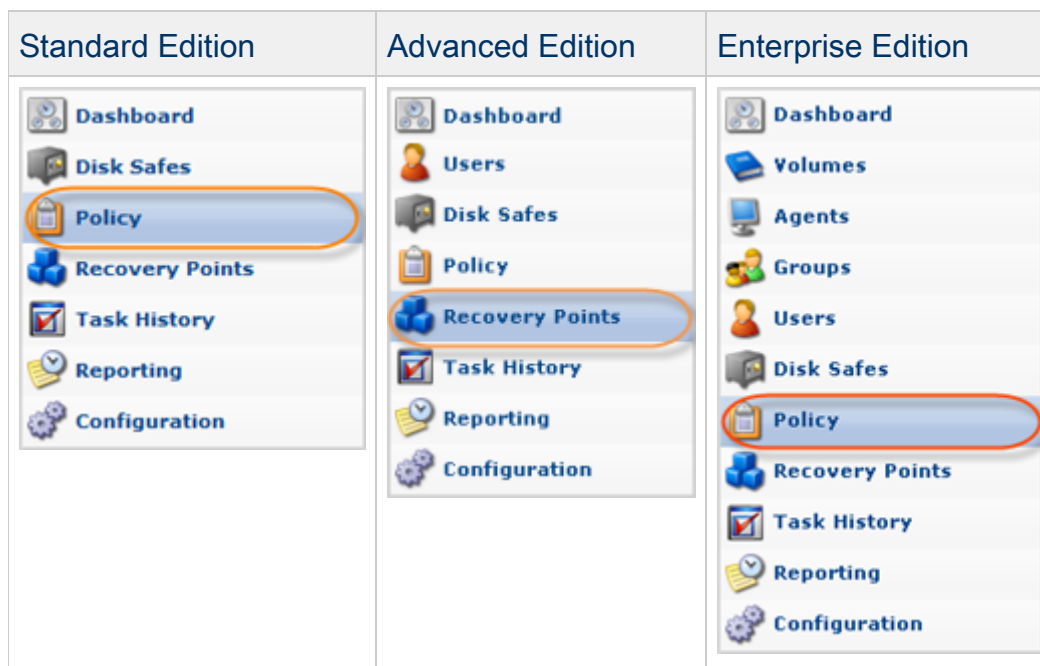 Standard Edition
Advanced Edition
Enterprise Edition
Dashboard
Disk Safes
Policy
Recovery Points
Task History
Reporting
Configuration
Dashboard
Users
Disk Safes
Policy
Recovery Points
Task History
Reporting
Configuration
Dashboard
Volumes
Agents
Groups
Users
Disk Safes
Policy
Recovery Points
Task History
Reporting
Configuration